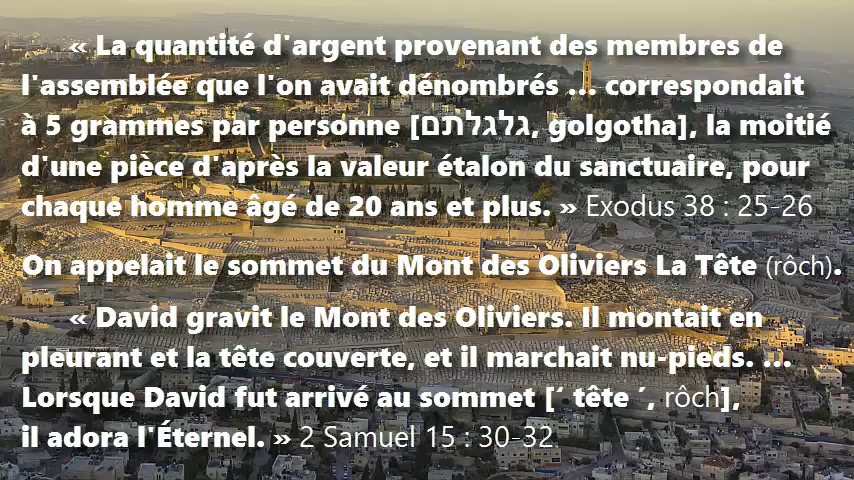 « La quantité d'argent provenant des membres de
l'assemblée que l'on avait dénombrés ... correspondait
à 5 grammes par personne [גלגלתם, golgotha], la moitié
d'une pièce d'après la valeur étalon du sanctuaire, pour
chaque homme âgé de 20 ans et plus. » Exodus 38 : 25-26
On appelait le sommet du Mont des Oliviers La Tête (rôch).
« David gravit le Mont des Oliviers. Il montait en
pleurant et la tête couverte, et il marchait nu-pieds. ...
Lorsque David fut arrivé au sommet [‘ tête ′, rôch],
il adora l'Éternel. » 2 Samuel 15 : 30-32